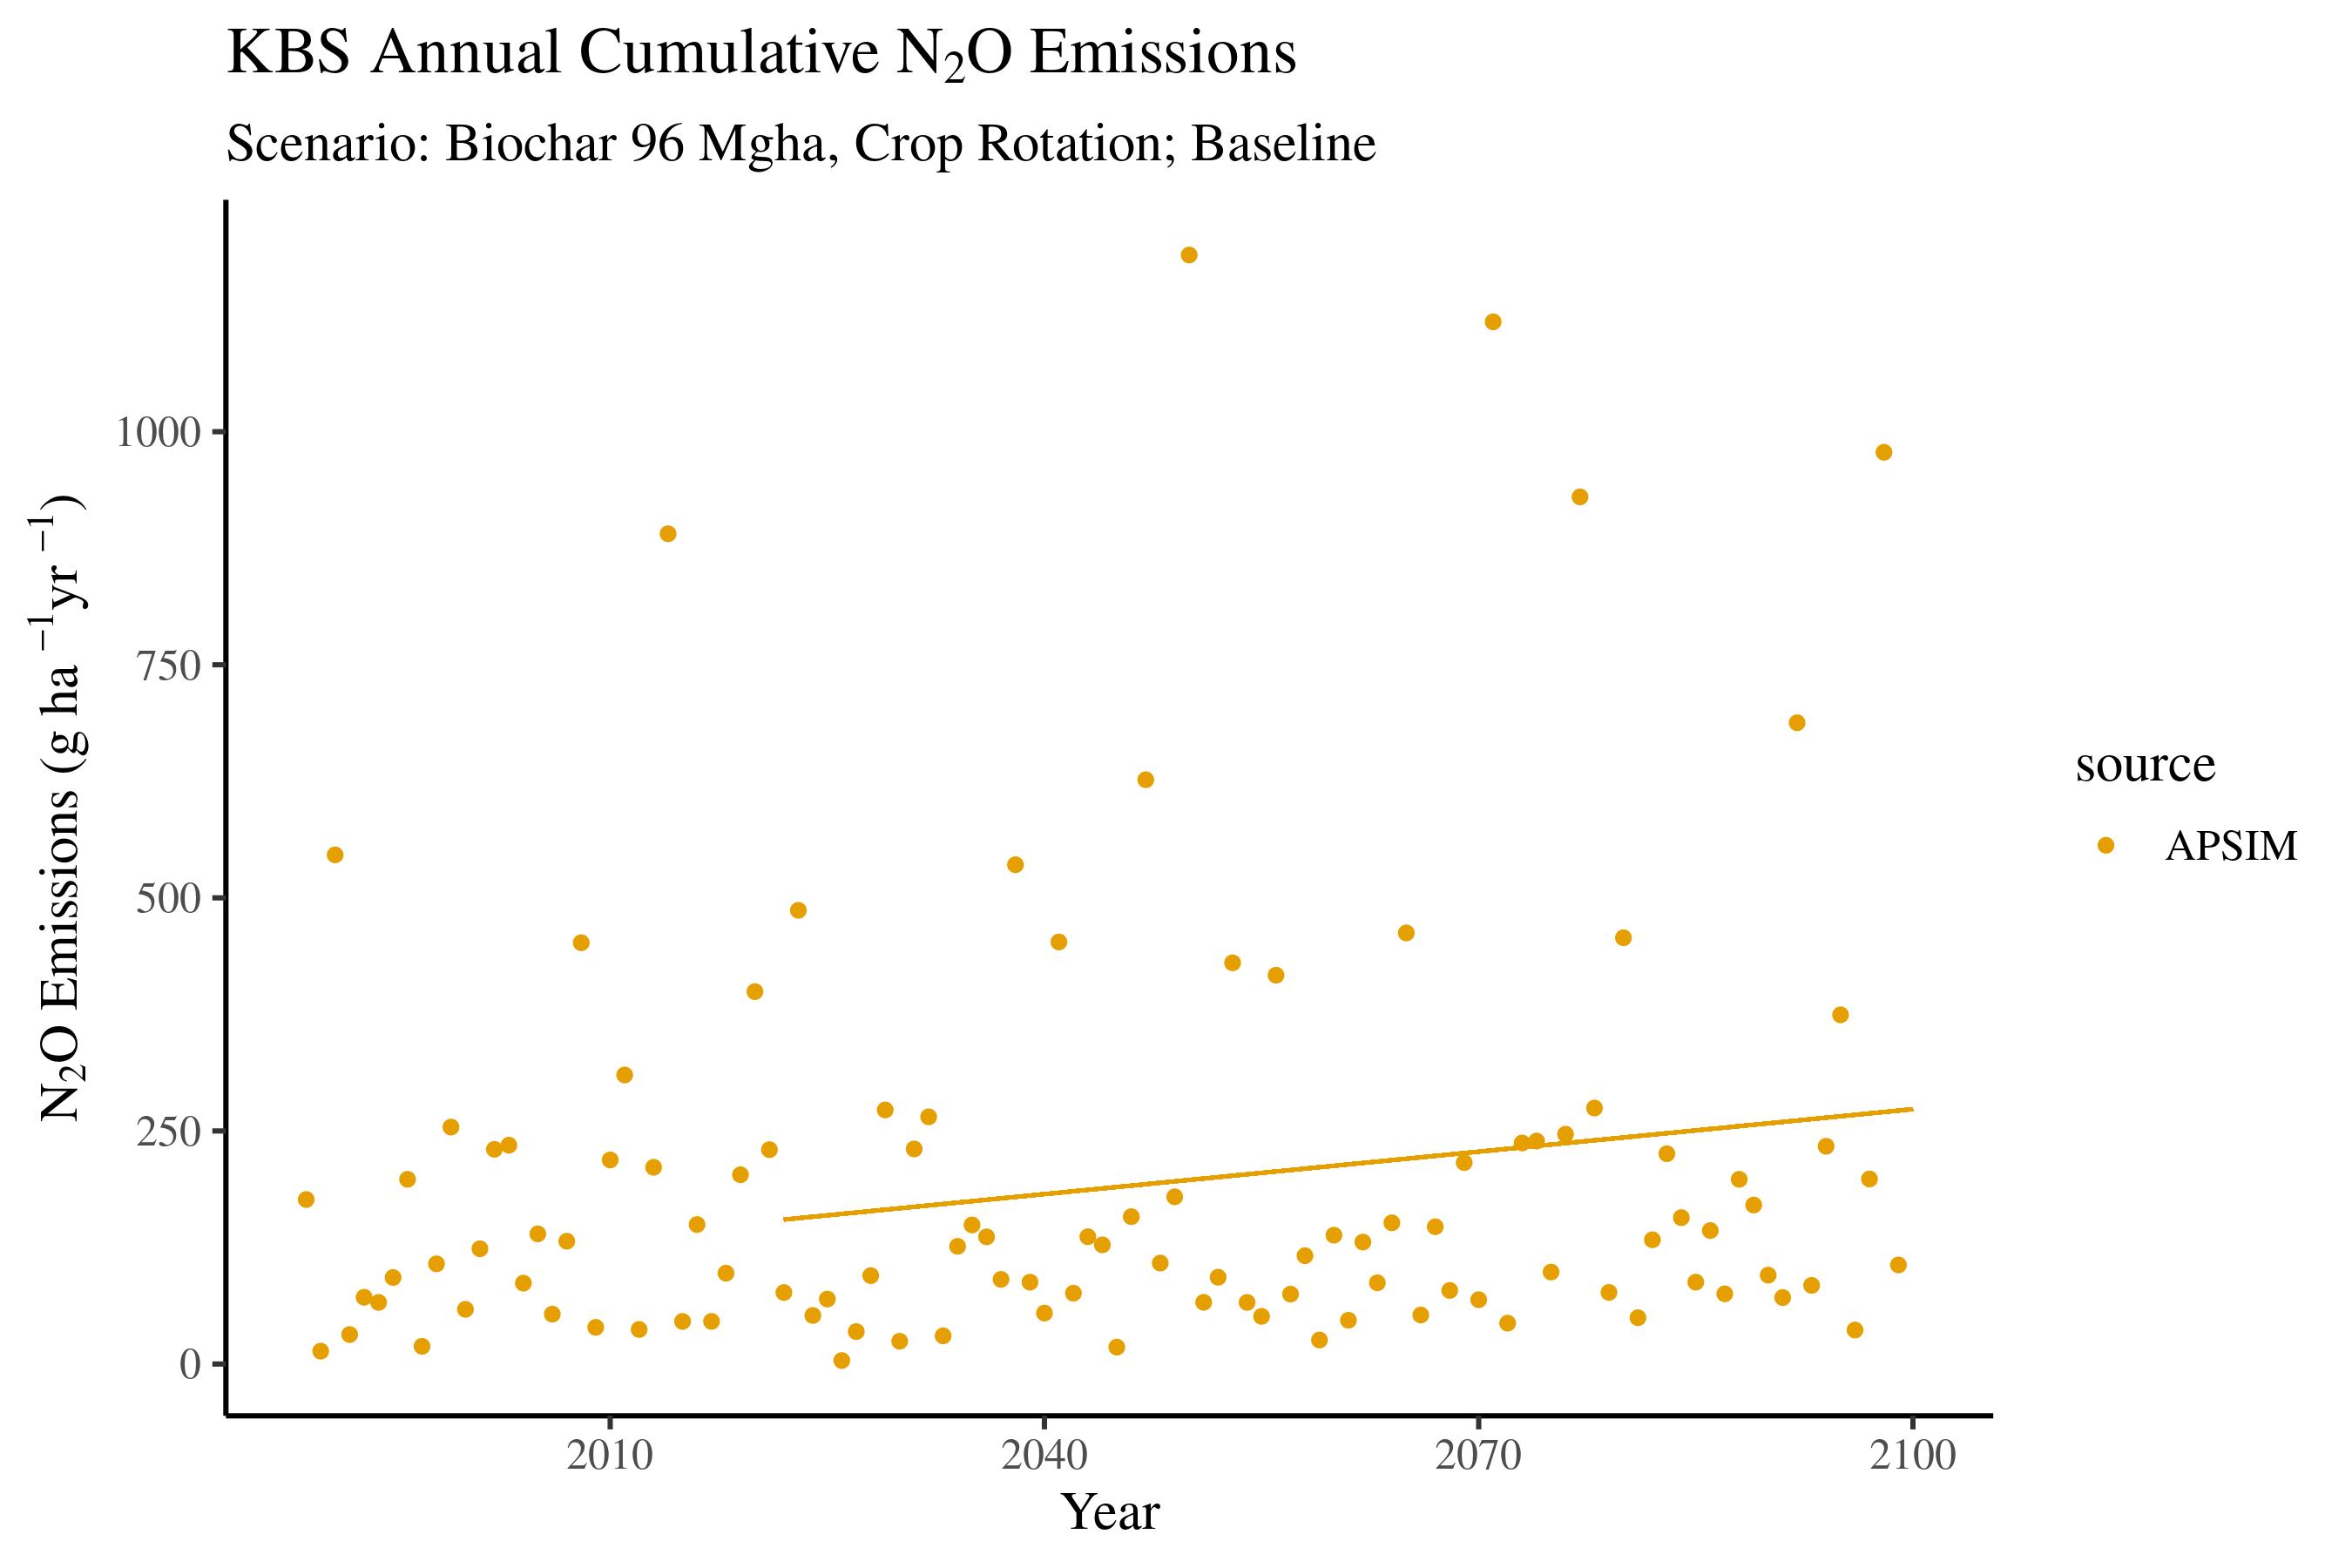 KBS Annual Cumulative N₂O Emissions
Scenario: Biochar 96 Mgha, Crop Rotation; Baseline
N₂O Emissions (g ha⁻¹yr⁻¹)
1000
750
500
250
0
2010 2040 2070 2100
Year
source
APSIM